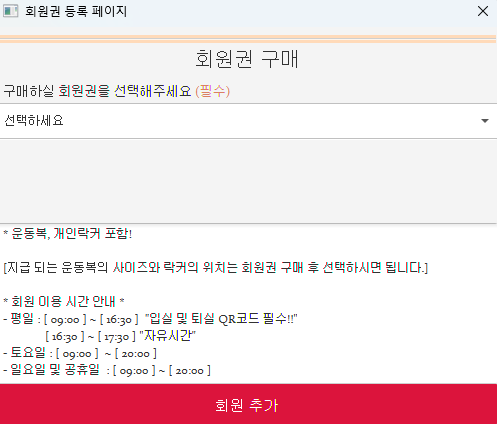 회원권 등록 페이지
회원권 구매
구매하실 회원권을 선택해주세요 (필수)
선택하세요
* 운동복, 개인락커 포함!
[지급 되는 운동복의 사이즈와 락커의 위치는 회원권 구매 후 선택하시면 됩니다.]
* 회원 이용 시간 안내 *
- 평일 : [ 09:00 ] ~ [ 16:30 ] "입실 및 퇴실 QR코드 필수!!"
[ 16:30 ] ~ [ 17:30 ] "자유시간"
- 토요일 : [ 09:00 ] ~ [ 20:00 ]
- 일요일 및 공휴일 : [ 09:00 ] ~ [ 20:00 ]
회원 추가